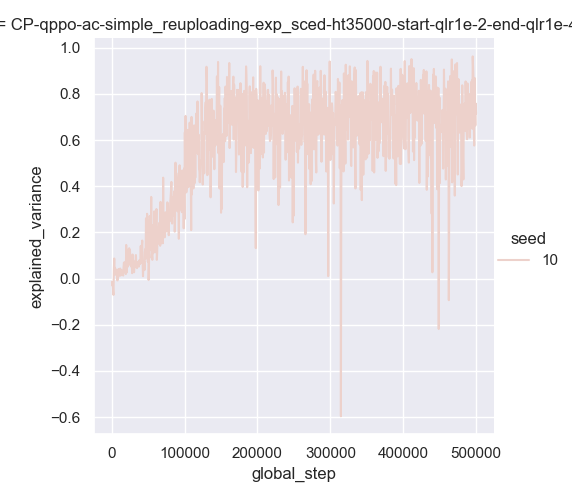 = CP-qppo-ac-simple_reuploading-exp_sced-ht35000-start-qlr1e-2-end-qlr1e-4
1.0
0.8
0.6
0.4
0.2
0.0
−0.2
−0.4
−0.6
explained_variance
0 100000 200000 300000 400000 500000
global_step
seed
10